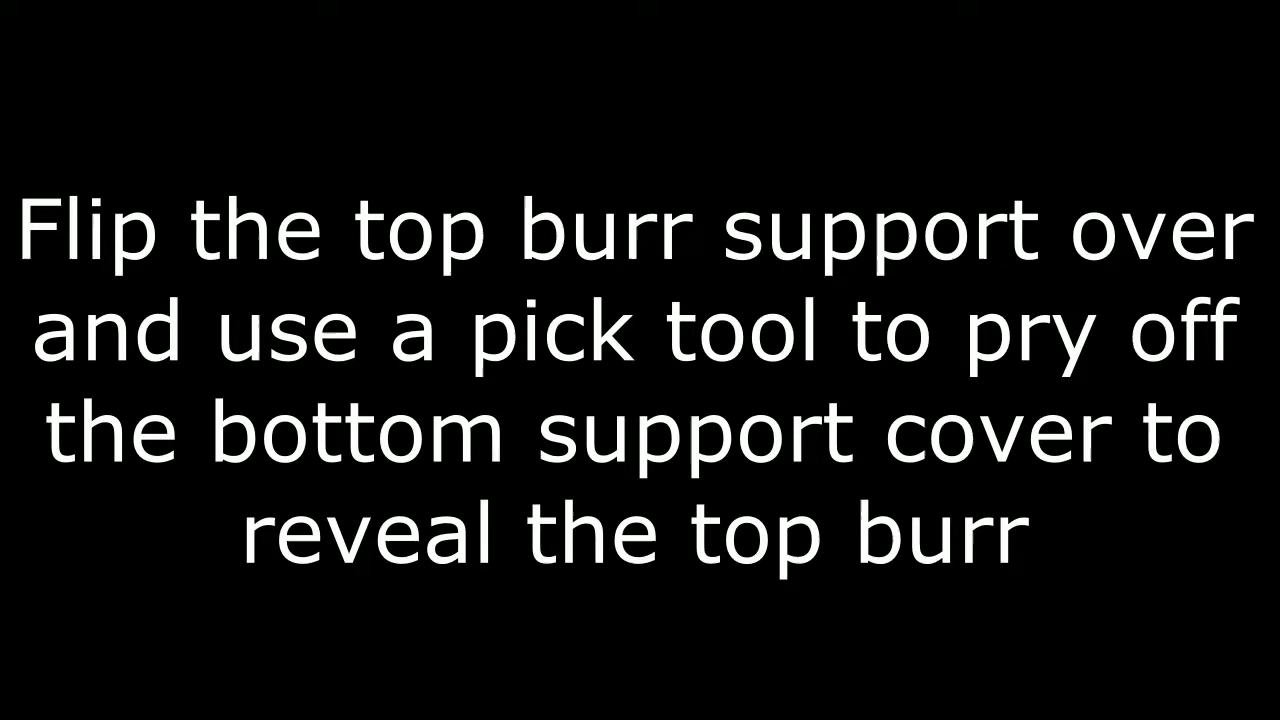 Flip the top burr support over
and use a pick tool to pry off
the bottom support cover to
reveal the top burr